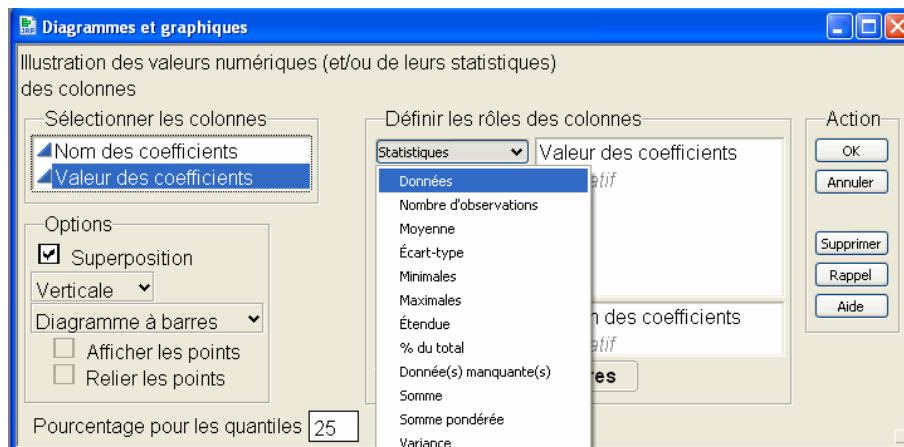 Diagrammes et graphiques
Illustration des valeurs numériques (et/ou de leurs statistiques)
des colonnes
Sélectionner les colonnes
Nom des coefficients
Valeur des coefficients
Options
Superposition
Verticale
Diagramme à barres
Afficher les points
Relier les points
Pourcentage pour les quantiles 25
Définir les rôles des colonnes
Statistiques
Valeur des coefficients
atif
Données
Nombre d'observations
Moyenne
Écart-type
Minimales
Maximales
Étendue
% du total
Donnée(s) manquante(s)
Somme
Somme pondérée
Variance
des coefficients
atif
res
Action
OK
Annuler
Supprimer
Rappel
Aide